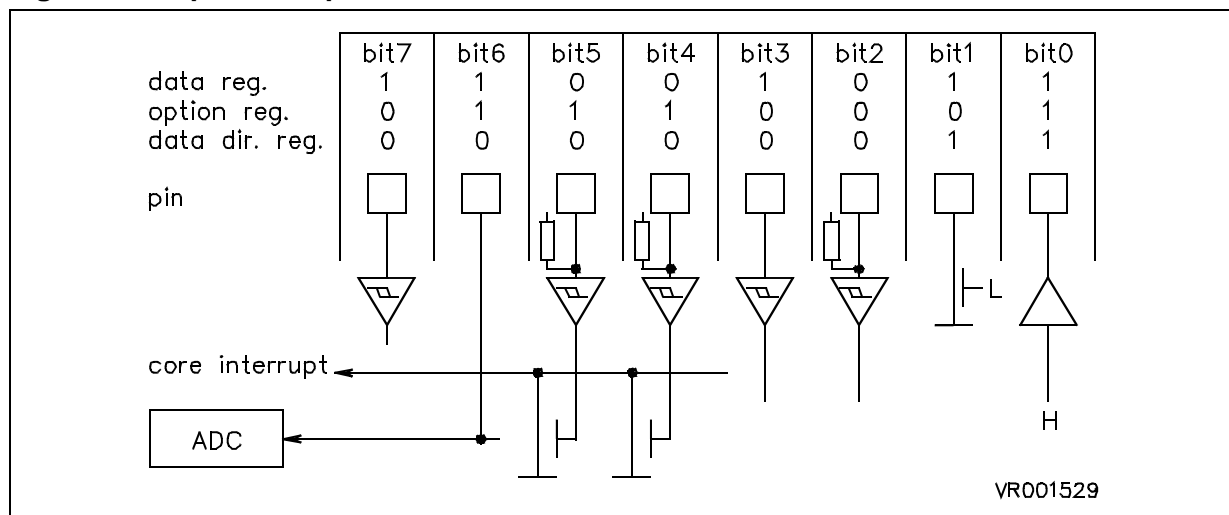 bit7 bit6 bit5 bit4 bit3 bit2 bit1 bit0
data reg. 1 1 0 0 1 0 1 1
option reg. 0 1 1 1 0 0 0 1
data dir. reg. 0 0 0 0 0 0 1 1
pin
L
core interrupt
H
ADC
VR001529